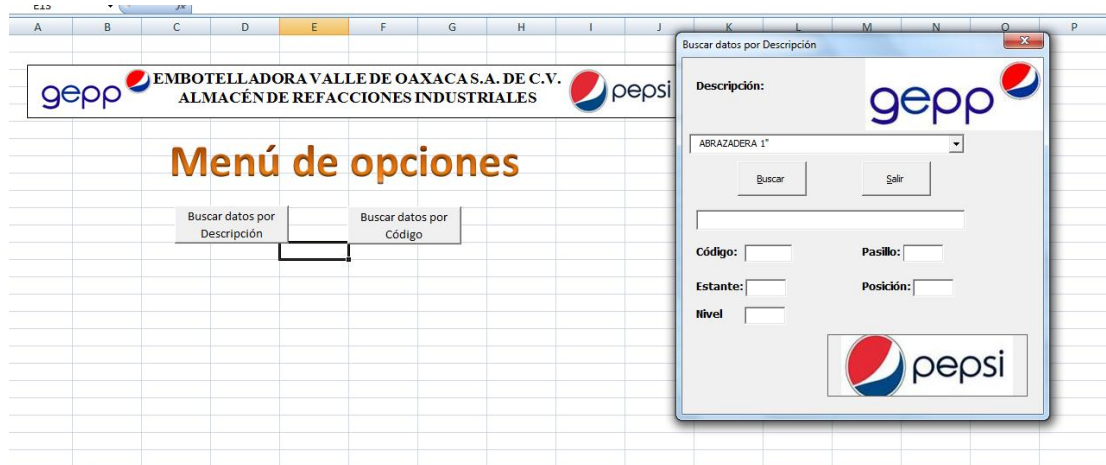 E13
fx
A B C D E F G H I J K L M N O P
Buscar datos por Descripción
gepp
EMBOTELLADORA VALLE DE OAXACA S.A. DE C.V.
ALMACÉN DE REFACCIONES INDUSTRIALES
pepsi
Menú de opciones
Buscar datos por
Descripción
Buscar datos por
Código
Descripción:
gepp
ABRAZADERA 1"
Buscar
Salir
Código:
Pasillo:
Estante:
Posición:
Nivel
pepsi